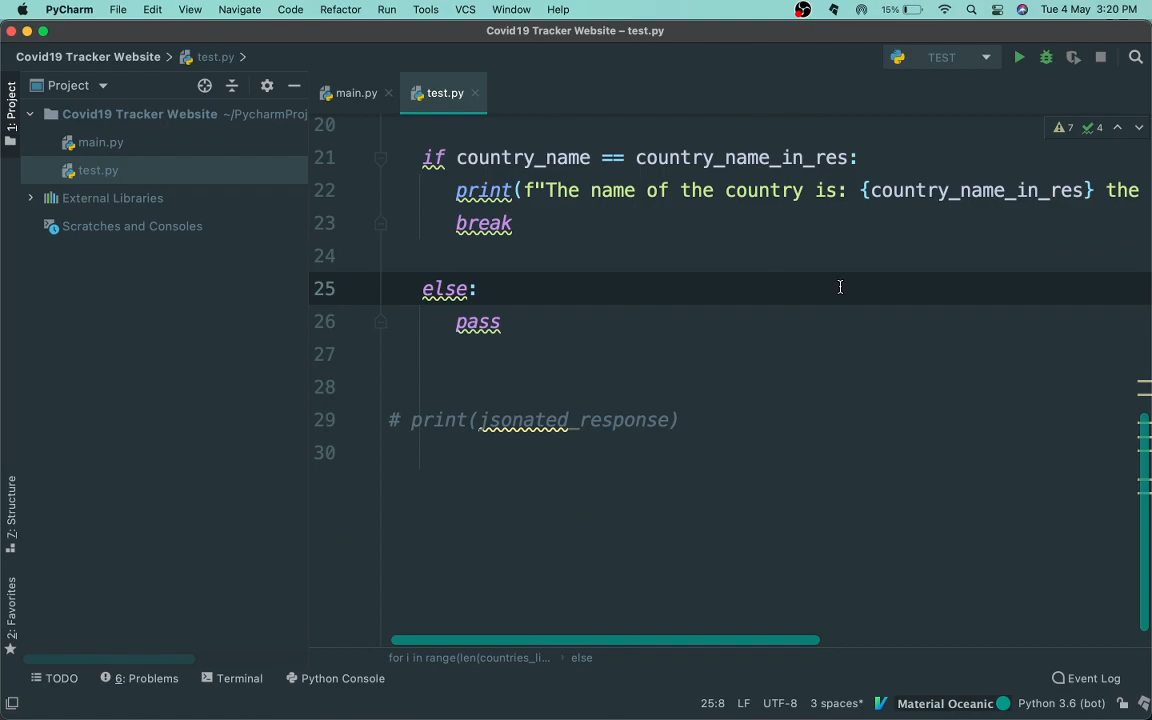 PyCharm File Edit View Navigate Code Refactor Run Tools VCS Window Help 15% Tue 4 May 3:20 PM
Covid19 Tracker Website – test.py
Covid19 Tracker Website test.py TEST
1: Project
Project
main.py test.py
Covid19 Tracker Website ~/PycharmProj
main.py
test.py
External Libraries
Scratches and Consoles
7 4
20
21 if country_name == country_name_in_res:
22 print(f"The name of the country is: {country_name_in_res} the
23 break
24
25 else:
26 pass
27
28
29 # print(jsonated_response)
30
7: Structure
2: Favorites
for i in range(len(countries_li... else
TODO 6: Problems Terminal Python Console Event Log
25:8 LF UTF-8 3 spaces* Material Oceanic Python 3.6 (bot)